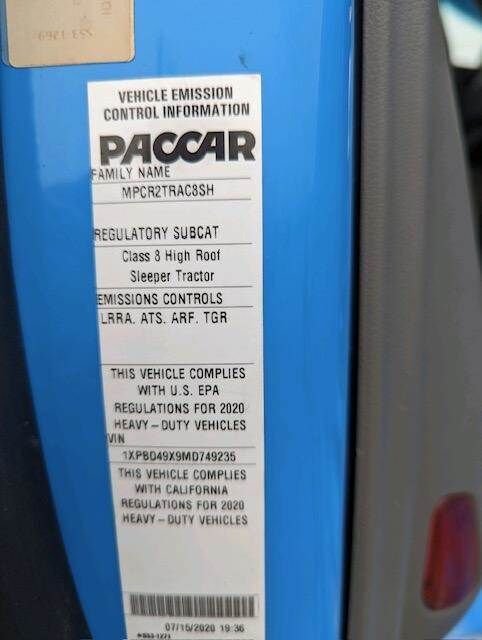 S53-1269
VEHICLE EMISSION
CONTROL INFORMATION
PACCAR
FAMILY NAME
MPCR2TRAC8SH
REGULATORY SUBCAT
Class 8 High Roof
Sleeper Tractor
EMISSIONS CONTROLS
LRRA. ATS. ARF. TGR
THIS VEHICLE COMPLIES
WITH U.S. EPA
REGULATIONS FOR 2020
HEAVY-DUTY VEHICLES
VIN
1XPBD49X9MD749235
THIS VEHICLE COMPLIES
WITH CALIFORNIA
REGULATIONS FOR 2020
HEAVY-DUTY VEHICLES
07/15/2020 19:36